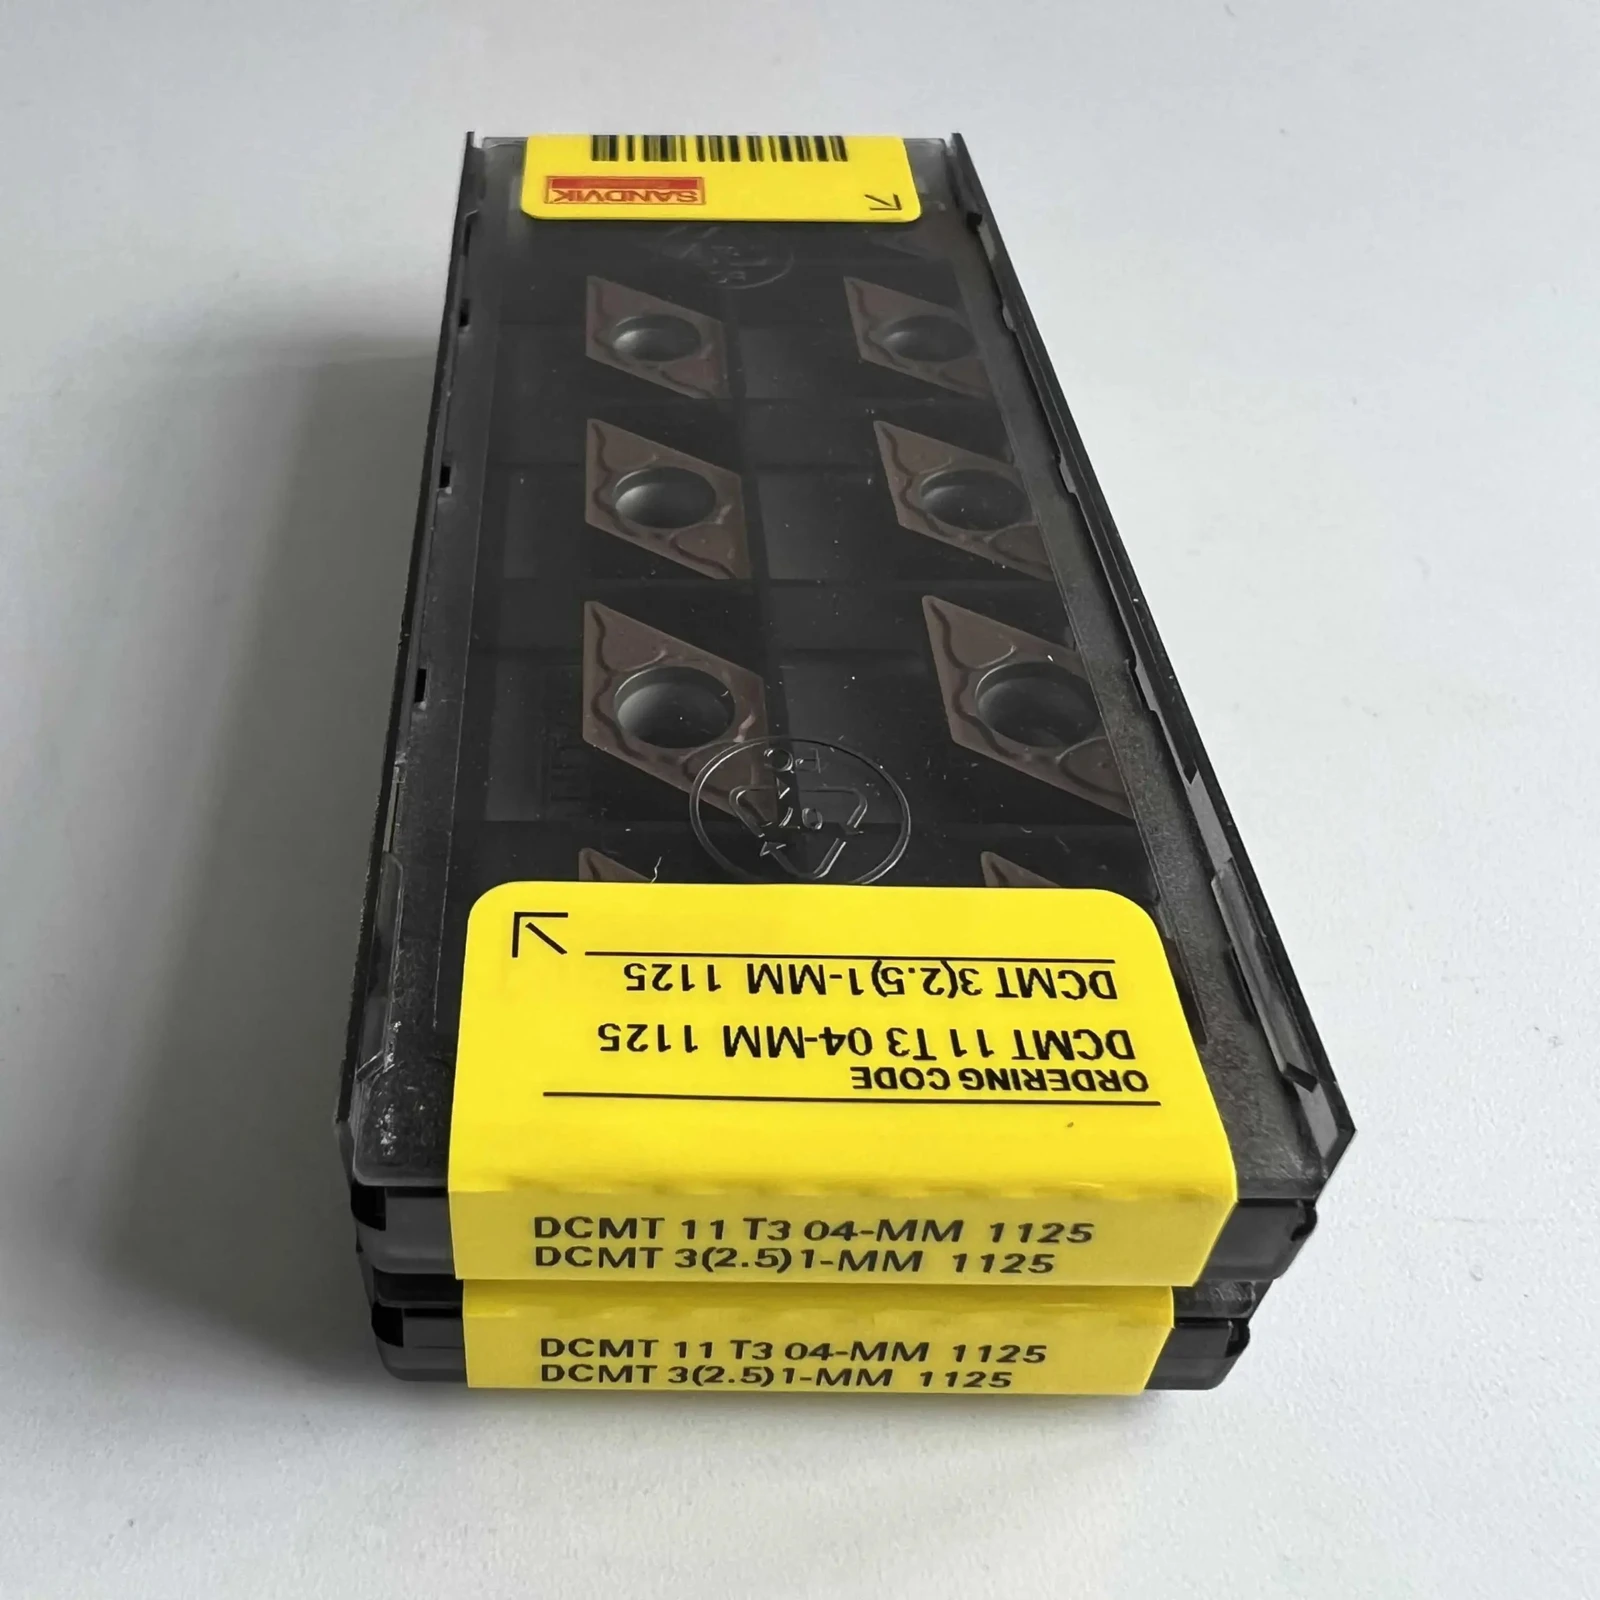 SANDVIK
DCMT 3(2.5)1-MM 1125
DCMT 11 T3 04-MM 1125
ORDERING CODE
DCMT 11 T3 04-MM 1125
DCMT 3(2.5)1-MM 1125
DCMT 11 T3 04-MM 1125
DCMT 3(2.5)1-MM 1125